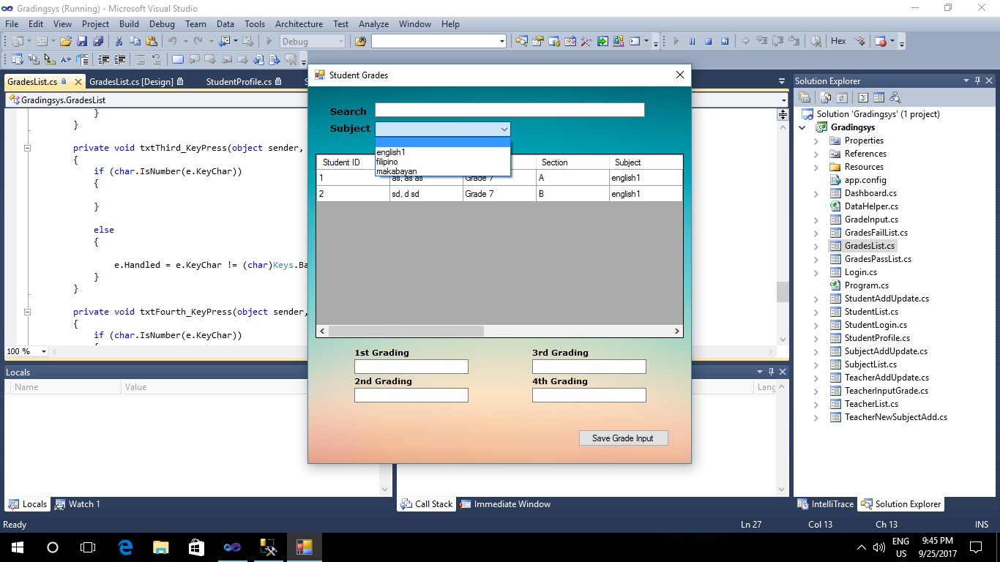 Gradingsys (Running) - Microsoft Visual Studio
File Edit View Project Build Debug Team Data Tools Architecture Test Analyze Window Help
Debug
Hex
GradesList.cs GradesList.cs [Design] StudentProfile.cs
Gradingsys.GradesList
}
}
private void txtThird_KeyPress(object sender,
{
if (char.IsNumber(e.KeyChar))
{
}
else
{
e.Handled = e.KeyChar != (char)Keys.Ba
}
}
private void txtFourth_KeyPress(object sender,
{
if (char.IsNumber(e.KeyChar))
100 %
Locals
Name Value
Lang
Locals Watch 1
Call Stack Immediate Window
Student Grades
Search
Subject
english1
filipino
makabayan
Student ID Section Subject
1 as, as as Grade 7 A english1
2 sd, d sd Grade 7 B english1
1st Grading 3rd Grading
2nd Grading 4th Grading
Save Grade Input
Solution Explorer
Solution 'Gradingsys' (1 project)
Gradingsys
Properties
References
Resources
app.config
Dashboard.cs
DataHelper.cs
GradeInput.cs
GradesFailList.cs
GradesList.cs
GradesPassList.cs
Login.cs
Program.cs
StudentAddUpdate.cs
StudentList.cs
StudentLogin.cs
StudentProfile.cs
SubjectAddUpdate.cs
SubjectList.cs
TeacherAddUpdate.cs
TeacherInputGrade.cs
TeacherList.cs
TeacherNewSubjectAdd.cs
IntelliTrace Solution Explorer
Ready Ln 27 Col 13 Ch 13 INS
ENG
US
9:45 PM
9/25/2017